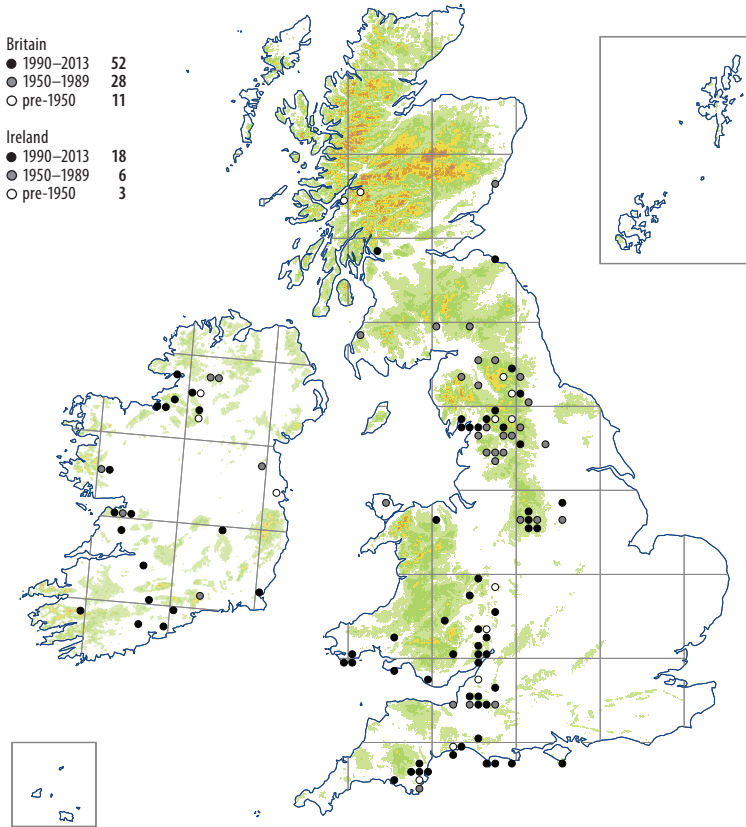 Britain
● 1990–2013 52
● 1950–1989 28
○ pre-1950 11
Ireland
● 1990–2013 18
● 1950–1989 6
○ pre-1950 3